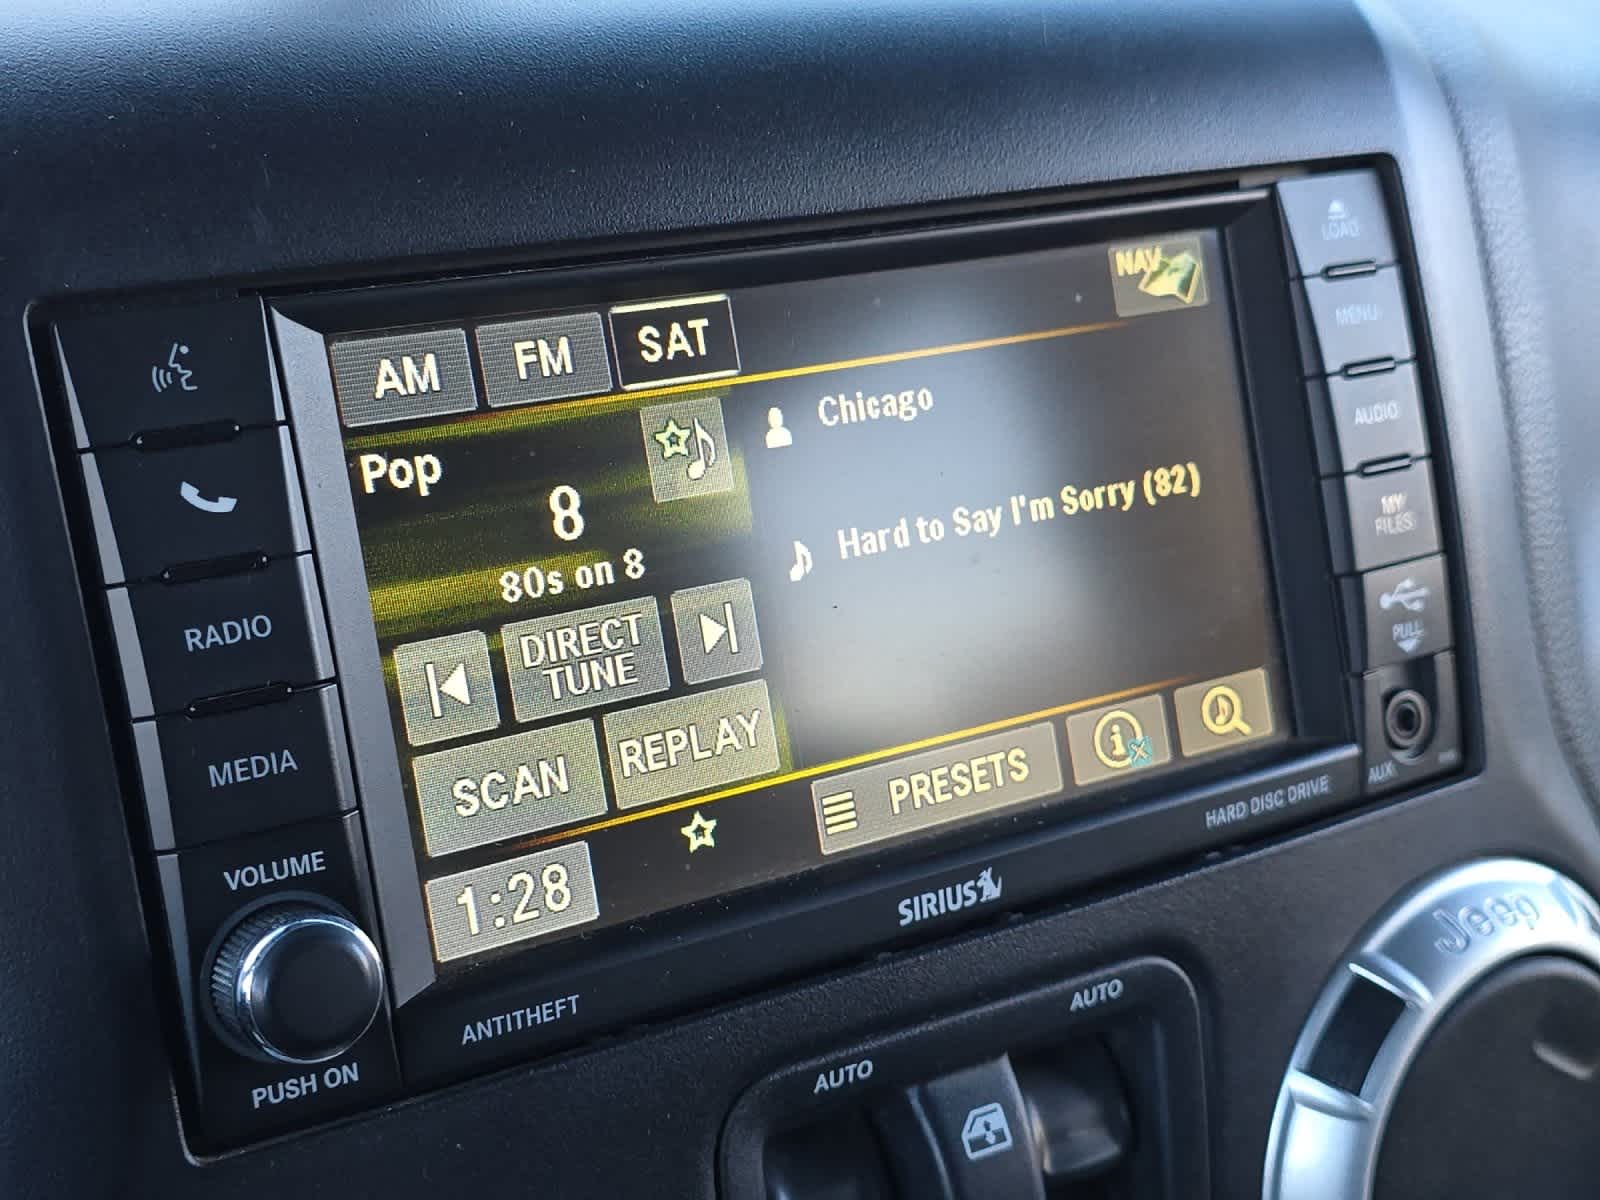 LOAD
MENU
AUDIO
MY
FILES
PULL
AUX
NAV
AM
FM
SAT
Pop
8
80s on 8
Chicago
Hard to Say I'm Sorry (82)
DIRECT
TUNE
SCAN
REPLAY
PRESETS
1:28
RADIO
MEDIA
VOLUME
PUSH ON
ANTITHEFT
SIRIUS
HARD DISC DRIVE
AUTO
AUTO
Jeep